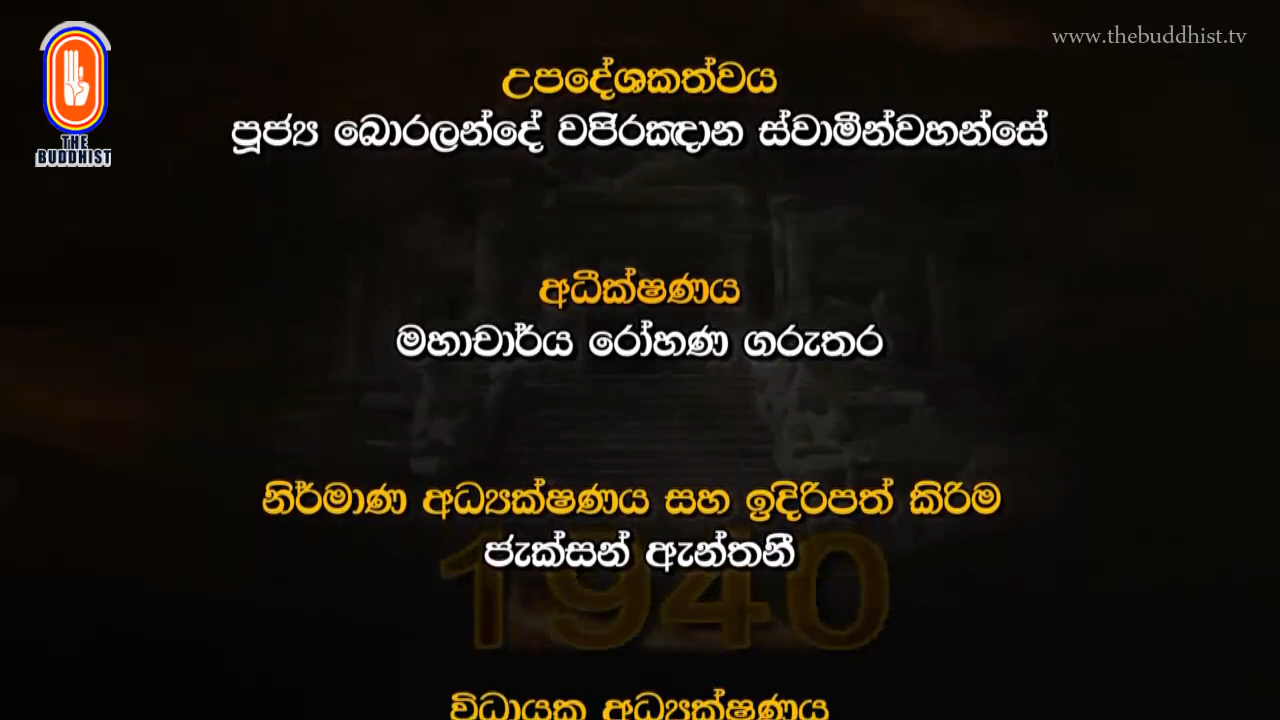 www.thebuddhist.tv
THE
BUDDHIST
උපදේශකත්වය
පූජ්‍ය බොරලන්දේ වජිරඤාන ස්වාමීන්වහන්සේ
අධීක්ෂණය
මහාචාර්ය රෝහණ ගරුතර
නිර්මාණ අධ්‍යක්ෂණය සහ ඉදිරිපත් කිරිම
ජැක්සන් ඇන්තනී
1940
විධායක අධ්‍යක්ෂණය